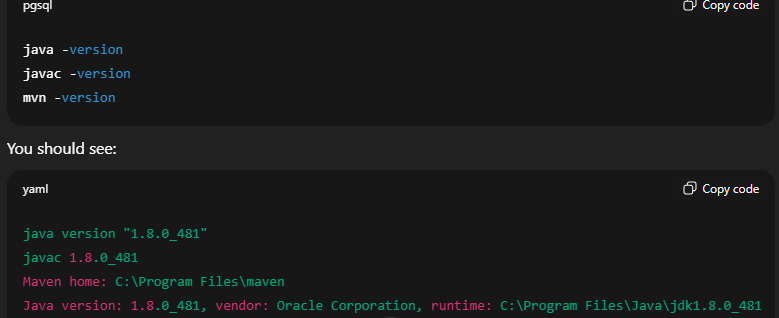 pgsql
Copy code
java -version
javac -version
mvn -version
You should see:
yaml
Copy code
java version "1.8.0_481"
javac 1.8.0_481
Maven home: C:\Program Files\maven
Java version: 1.8.0_481, vendor: Oracle Corporation, runtime: C:\Program Files\Java\jdk1.8.0_481